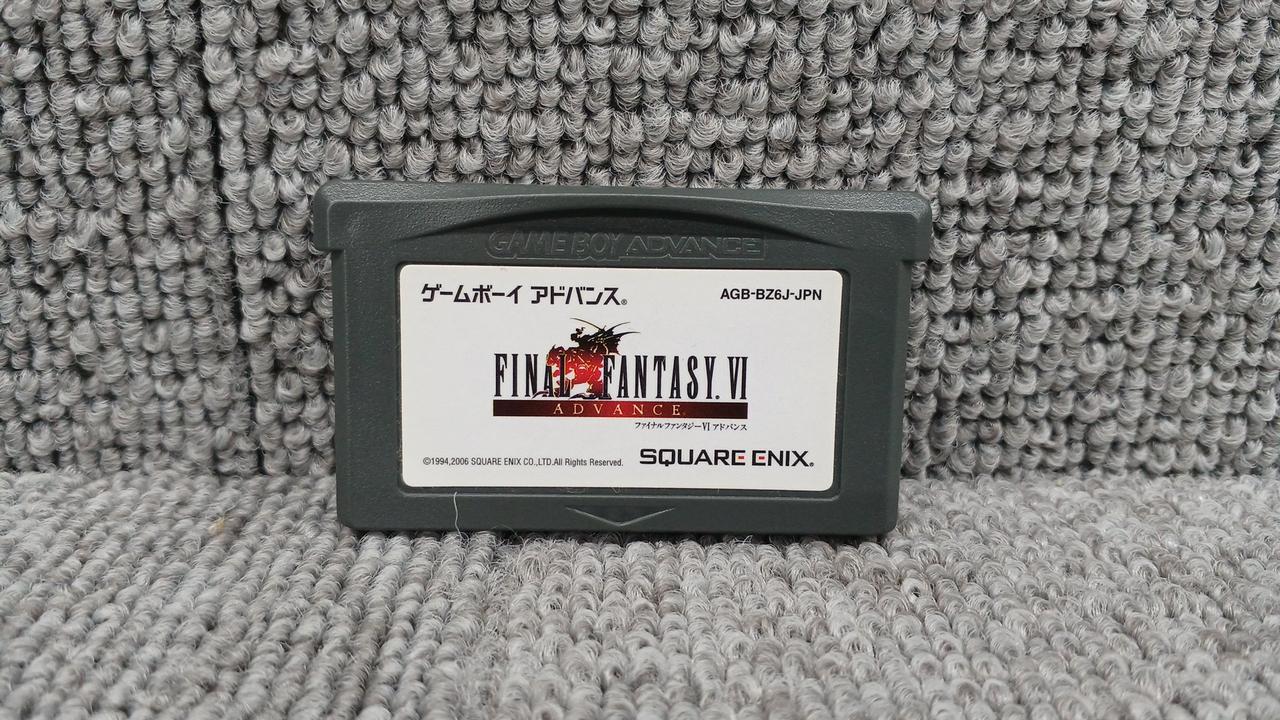 GAME BOY ADVANCE
ゲームボーイ アドバンス®
AGB-BZ6J-JPN
FINAL FANTASY. VI
ADVANCE
ファイナルファンタジーVI アドバンス
©1994,2006 SQUARE ENIX CO.,LTD.All Rights Reserved.
SQUARE ENIX®